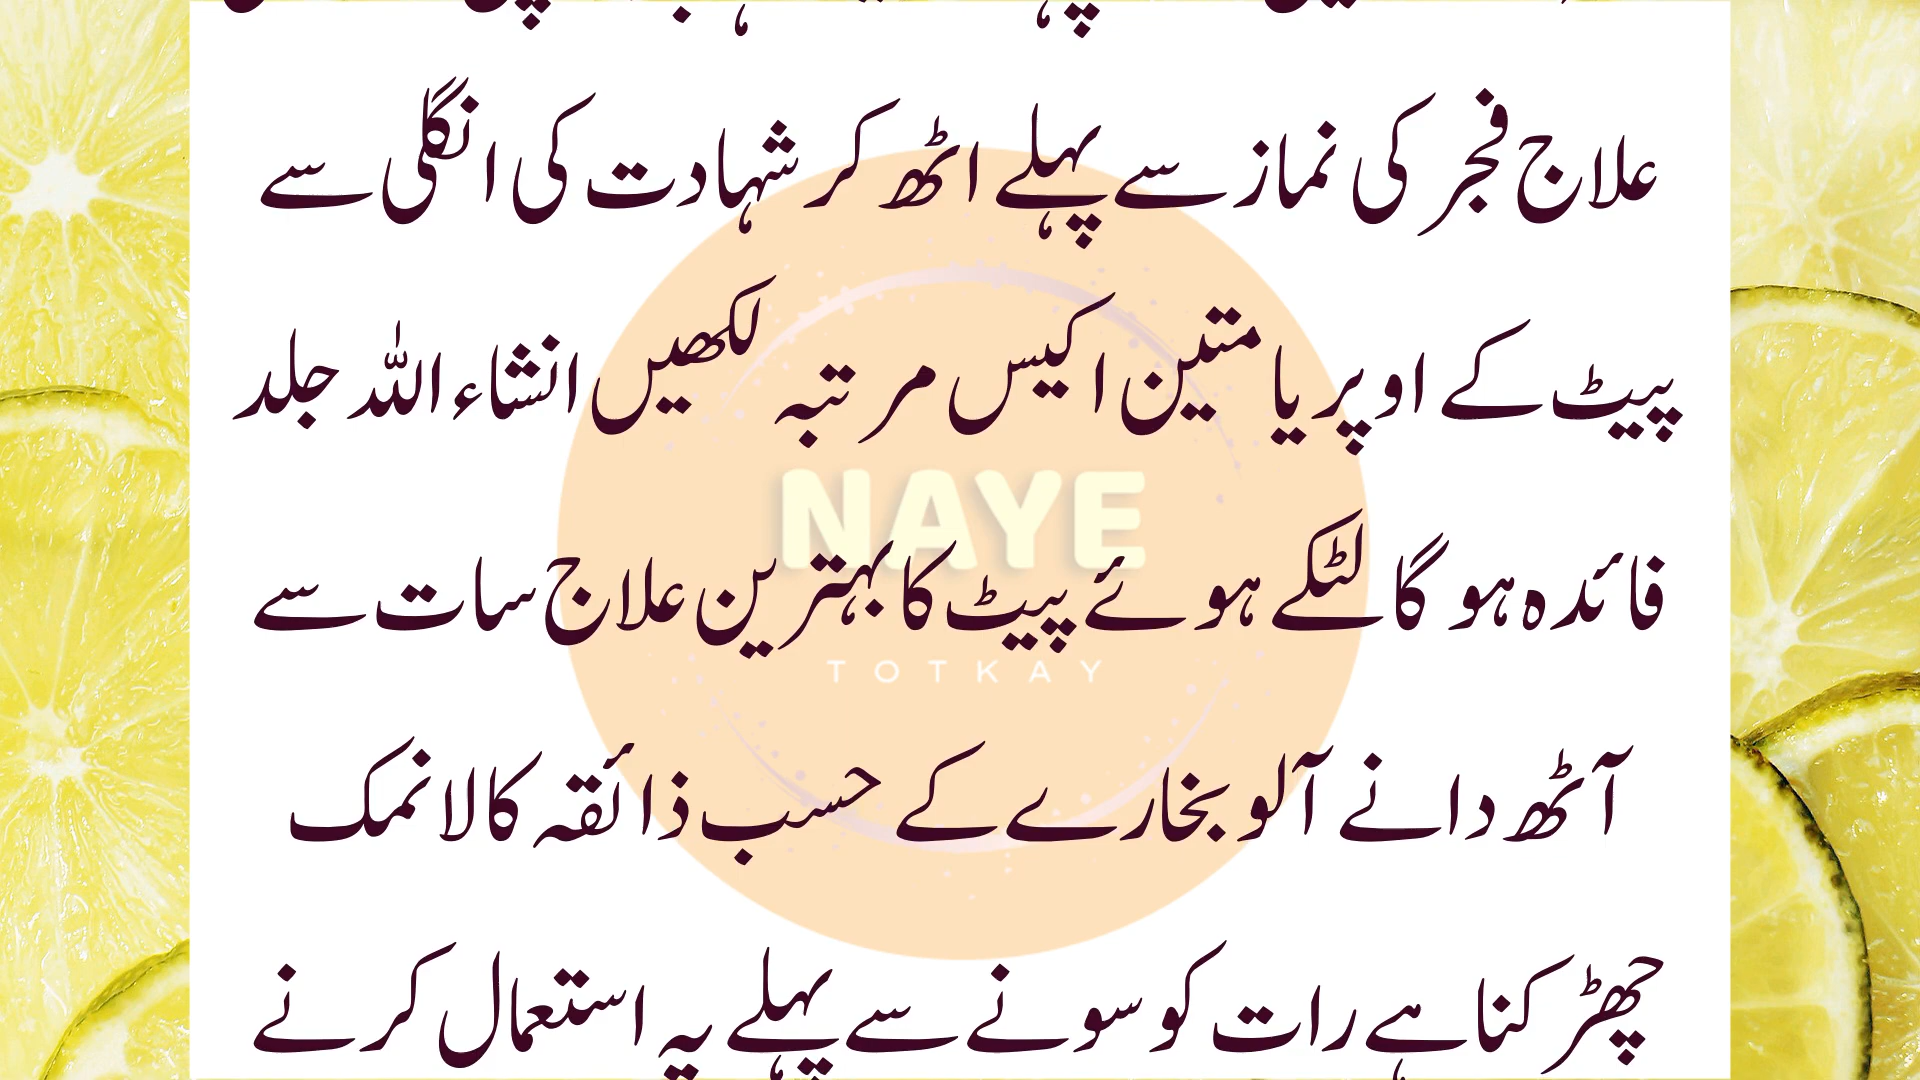 علاج فجر کی نماز سے پہلے اٹھ کر شہادت کی انگلی سے
پیٹ کے اوپر یا متین اکیس مرتبہ لکھیں انشاء اللہ جلد
فائدہ ہو گا لٹکے ہوئے پیٹ کا بہترین علاج سات سے
آٹھ دانے آلو بخارے کے حسب ذائقہ کالا نمک
چھڑکنا ہے رات کو سونے سے پہلے یہ استعمال کرنے
NAYE
TOTKAY